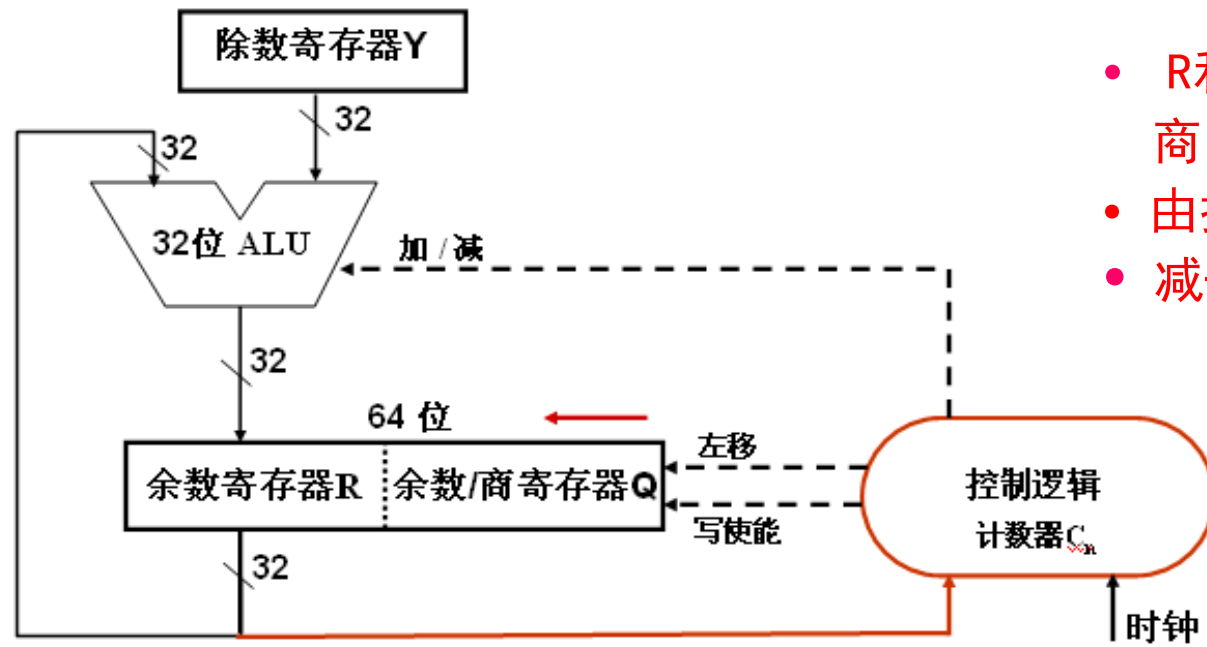 除数寄存器Y
32
32
32位 ALU
加 / 减
32
64 位
余数寄存器R
余数/商寄存器Q
左移
写使能
控制逻辑
计数器Cn
32
时钟
• R
商
• 由
• 减